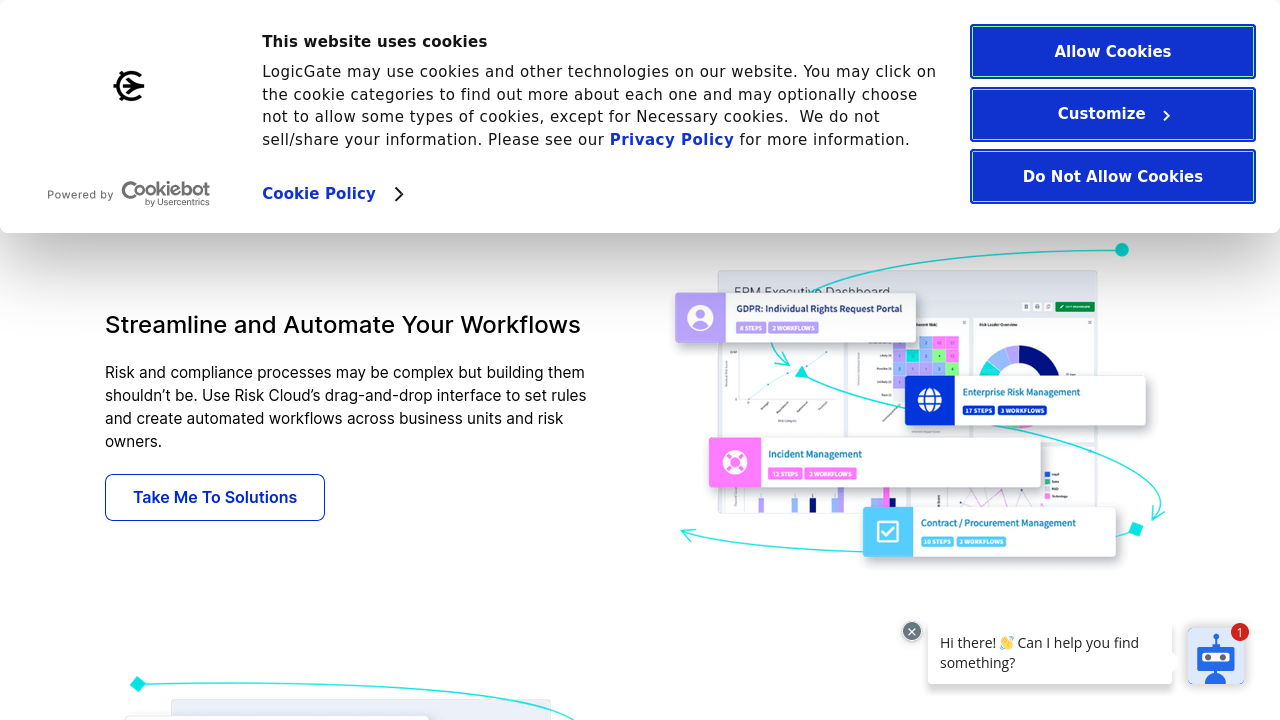 This website uses cookies
LogicGate may use cookies and other technologies on our website. You may click on
the cookie categories to find out more about each one and may optionally choose
not to allow some types of cookies, except for Necessary cookies.  We do not
sell/share your information. Please see our Privacy Policy for more information.
Cookie Policy
Powered by Cookiebot
by Usercentrics
Allow Cookies
Customize
Do Not Allow Cookies
Streamline and Automate Your Workflows
Risk and compliance processes may be complex but building them
shouldn’t be. Use Risk Cloud’s drag-and-drop interface to set rules
and create automated workflows across business units and risk
owners.
Take Me To Solutions
ERM Executive Dashboard
GDPR: Individual Rights Request Portal
8 STEPS 2 WORKFLOWS
Risk Leader Overview
Enterprise Risk Management
17 STEPS 3 WORKFLOWS
Incident Management
12 STEPS 2 WORKFLOWS
Contract / Procurement Management
10 STEPS 2 WORKFLOWS
Hi there! 👋 Can I help you find
something?
1